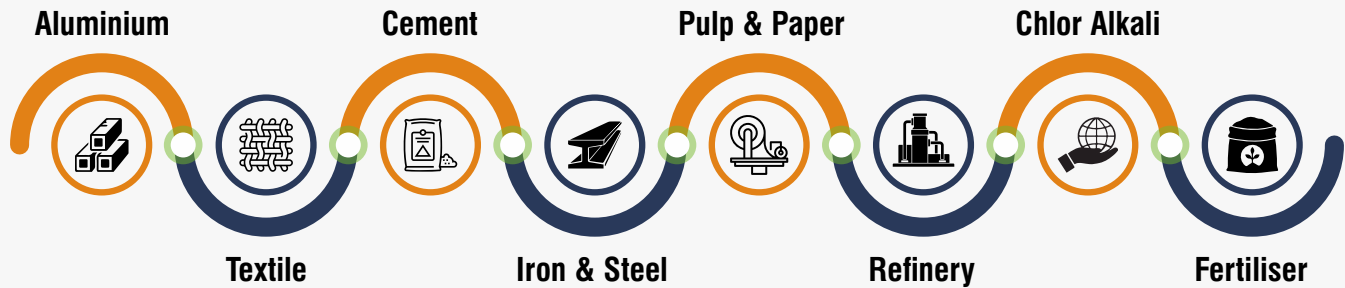 Aluminium
Cement
Pulp & Paper
Chlor Alkali
Textile
Iron & Steel
Refinery
Fertiliser